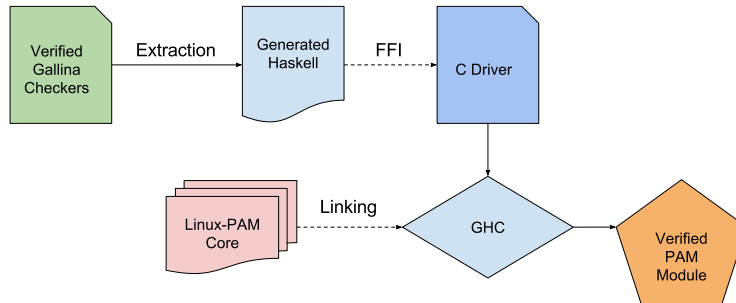 Verified
Gallina
Checkers
Extraction
Generated
Haskell
FFI
C Driver
Linux-PAM
Core
Linking
GHC
Verified
PAM
Module